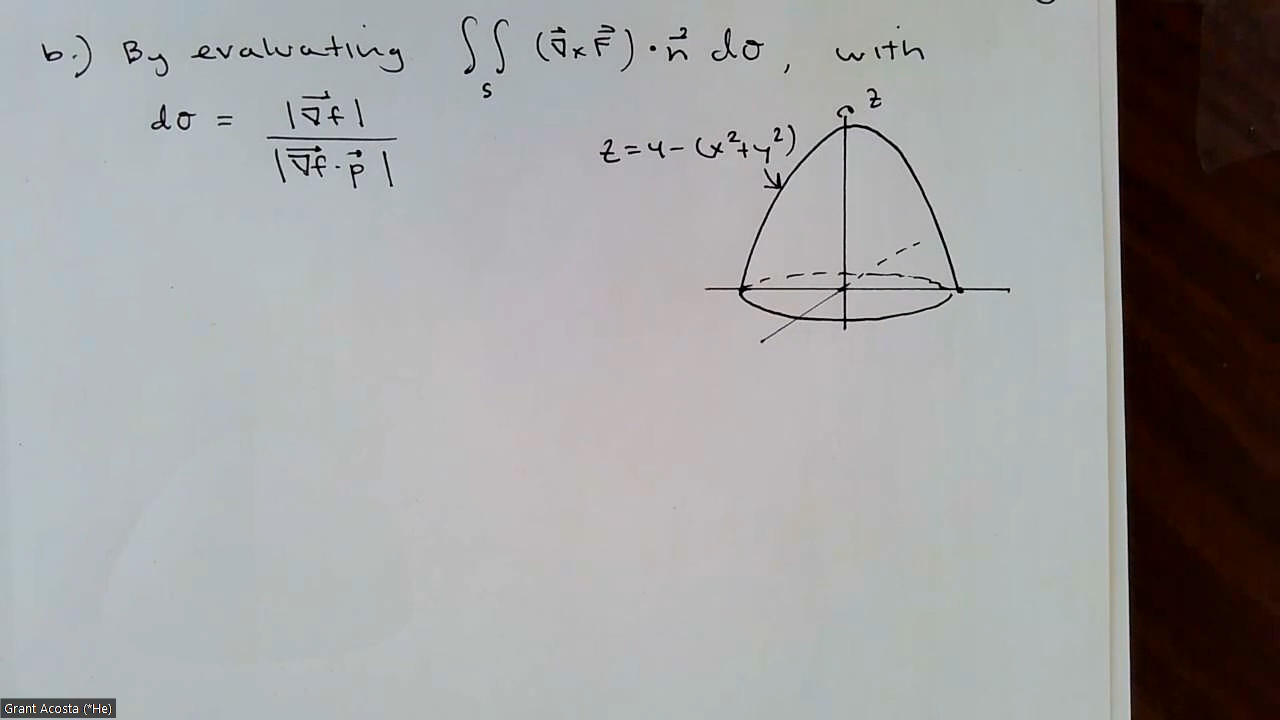 b.) By evaluating ∬_S (∇⃗×F⃗)·n⃗ dσ, with
dσ = |∇⃗f| / |∇⃗f·p⃗|
z
z=4-(x²+y²)
Grant Acosta (*He)